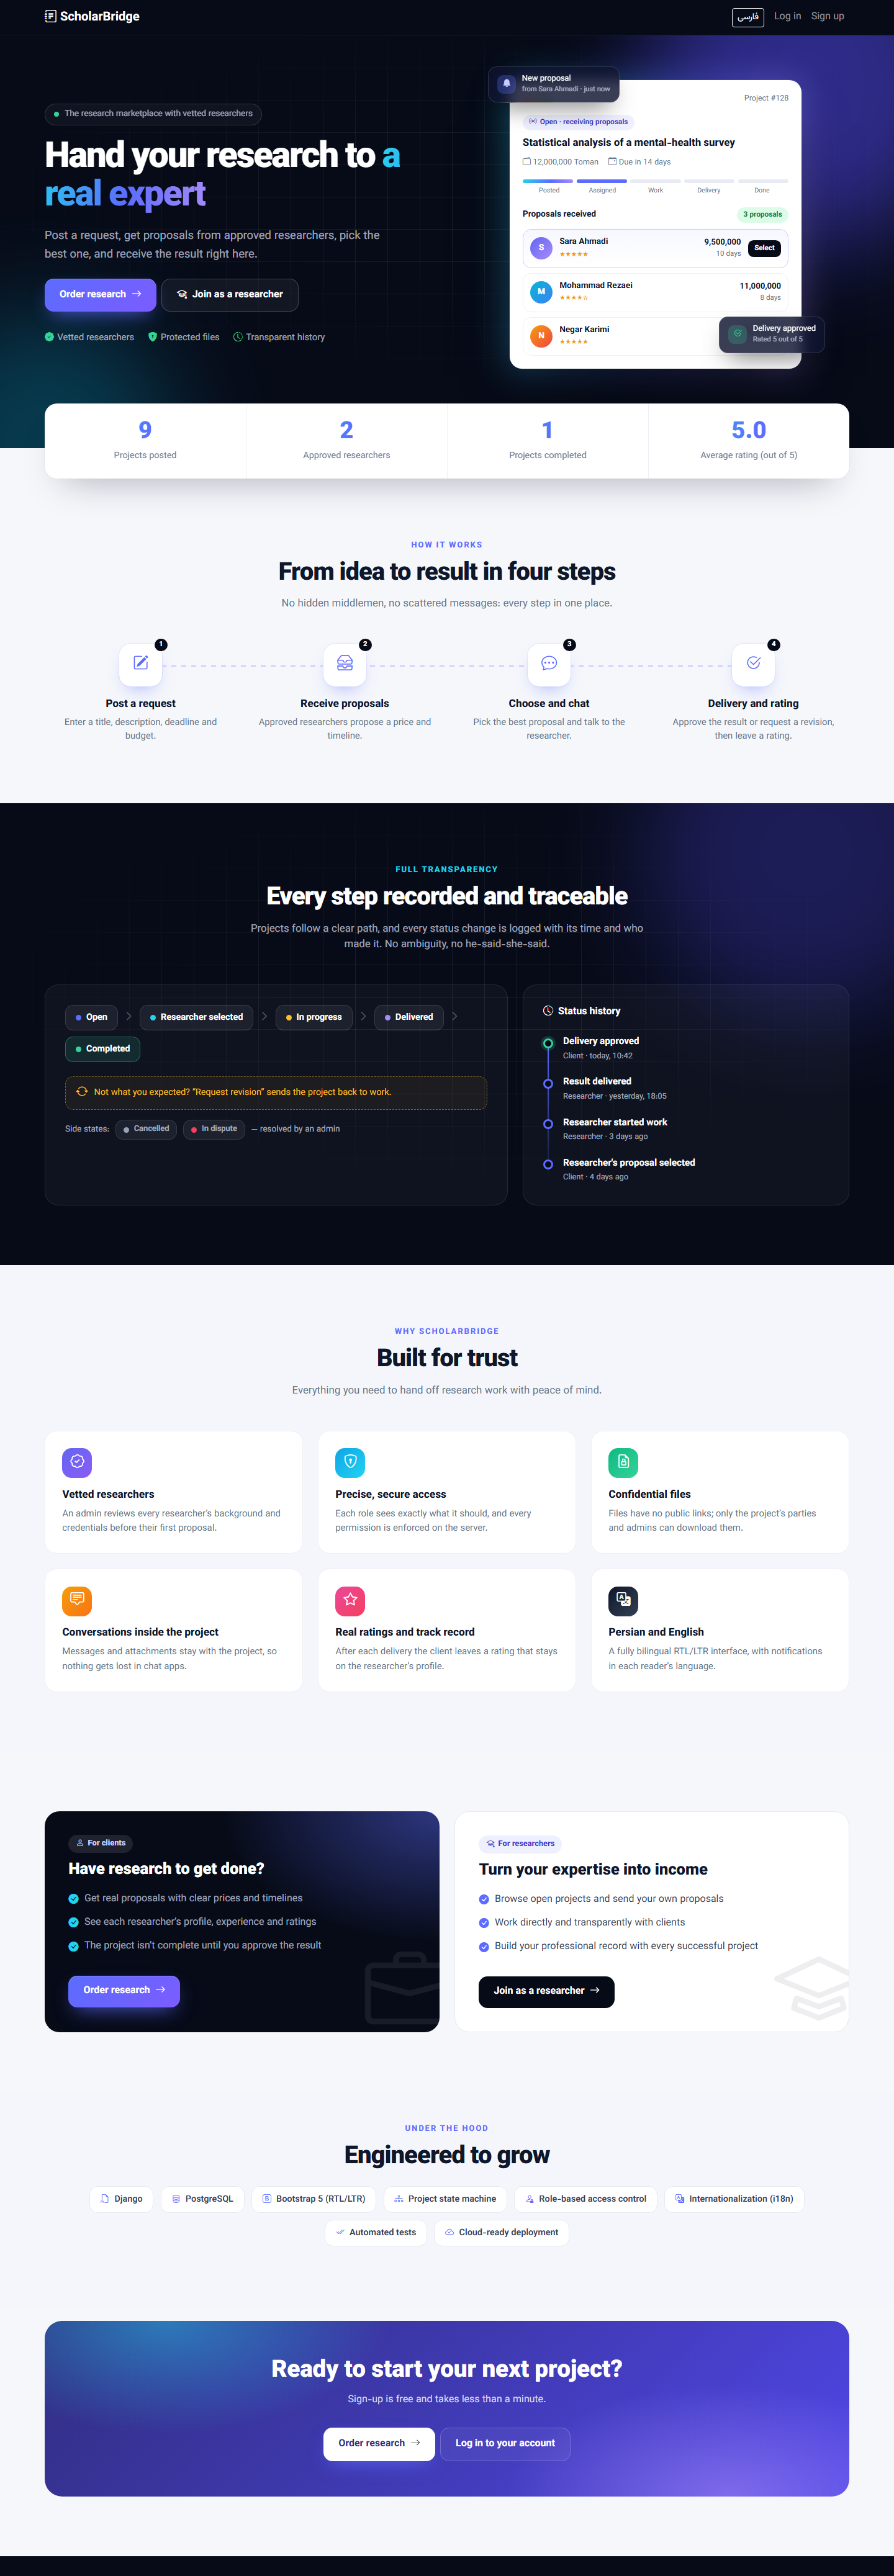 ScholarBridge
فارسی
Log in
Sign up
The research marketplace with vetted researchers
Hand your research to a
real expert
Post a request, get proposals from approved researchers, pick the
best one, and receive the result right here.
Order research
Join as a researcher
Vetted researchers
Protected files
Transparent history
New proposal
from Sara Ahmadi · just now
Project #128
Open · receiving proposals
Statistical analysis of a mental-health survey
12,000,000 Toman
Due in 14 days
Posted
Assigned
Work
Delivery
Done
Proposals received
3 proposals
S
Sara Ahmadi
9,500,000
10 days
Select
M
Mohammad Rezaei
11,000,000
8 days
N
Negar Karimi
Delivery approved
Rated 5 out of 5
9
Projects posted
2
Approved researchers
1
Projects completed
5.0
Average rating (out of 5)
HOW IT WORKS
From idea to result in four steps
No hidden middlemen, no scattered messages: every step in one place.
1
Post a request
Enter a title, description, deadline and
budget.
2
Receive proposals
Approved researchers propose a price and
timeline.
3
Choose and chat
Pick the best proposal and talk to the
researcher.
4
Delivery and rating
Approve the result or request a revision,
then leave a rating.
FULL TRANSPARENCY
Every step recorded and traceable
Projects follow a clear path, and every status change is logged with its time and who
made it. No ambiguity, no he-said-she-said.
Open
Researcher selected
In progress
Delivered
Completed
Not what you expected? “Request revision” sends the project back to work.
Side states:
Cancelled
In dispute
— resolved by an admin
Status history
Delivery approved
Client · today, 10:42
Result delivered
Researcher · yesterday, 18:05
Researcher started work
Researcher · 3 days ago
Researcher's proposal selected
Client · 4 days ago
WHY SCHOLARBRIDGE
Built for trust
Everything you need to hand off research work with peace of mind.
Vetted researchers
An admin reviews every researcher's background and
credentials before their first proposal.
Precise, secure access
Each role sees exactly what it should, and every
permission is enforced on the server.
Confidential files
Files have no public links; only the project's parties
and admins can download them.
Conversations inside the project
Messages and attachments stay with the project, so
nothing gets lost in chat apps.
Real ratings and track record
After each delivery the client leaves a rating that stays
on the researcher's profile.
Persian and English
A fully bilingual RTL/LTR interface, with notifications
in each reader's language.
For clients
Have research to get done?
Get real proposals with clear prices and timelines
See each researcher's profile, experience and ratings
The project isn't complete until you approve the result
Order research
For researchers
Turn your expertise into income
Browse open projects and send your own proposals
Work directly and transparently with clients
Build your professional record with every successful project
Join as a researcher
UNDER THE HOOD
Engineered to grow
Django
PostgreSQL
Bootstrap 5 (RTL/LTR)
Project state machine
Role-based access control
Internationalization (i18n)
Automated tests
Cloud-ready deployment
Ready to start your next project?
Sign-up is free and takes less than a minute.
Order research
Log in to your account